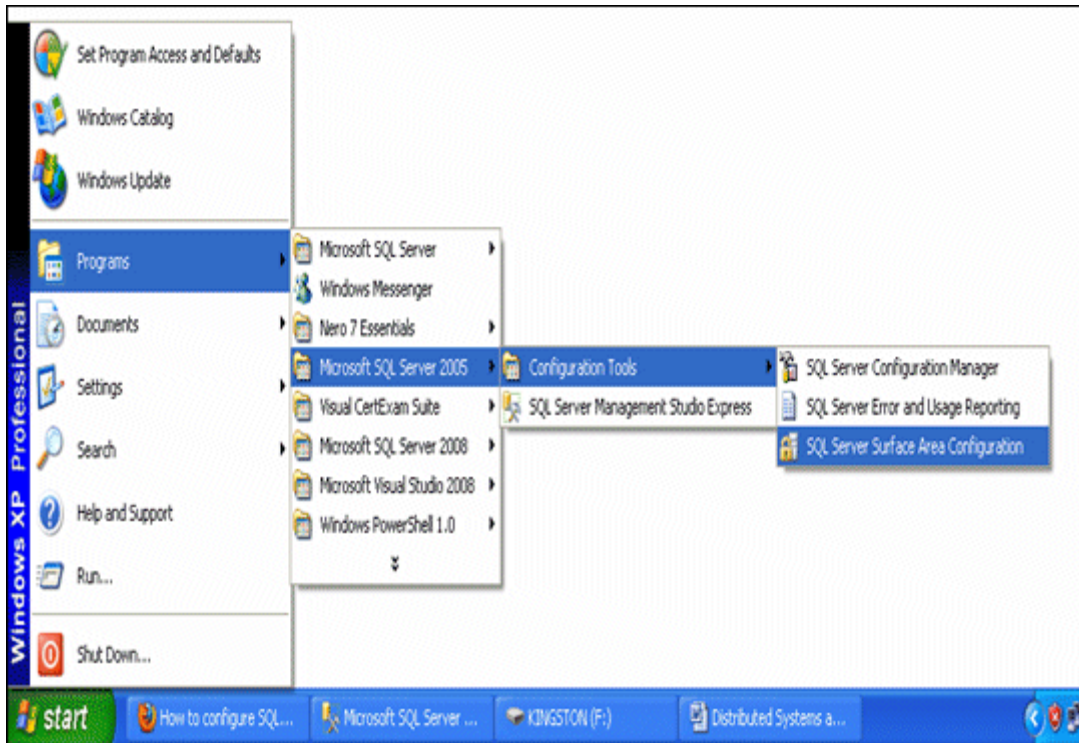 Set Program Access and Defaults
Windows Catalog
Windows Update
Programs
Documents
Settings
Search
Help and Support
Run...
Shut Down...
Windows XP Professional
Microsoft SQL Server
Windows Messenger
Nero 7 Essentials
Microsoft SQL Server 2005
Visual CertExam Suite
Microsoft SQL Server 2008
Microsoft Visual Studio 2008
Windows PowerShell 1.0
Configuration Tools
SQL Server Management Studio Express
SQL Server Configuration Manager
SQL Server Error and Usage Reporting
SQL Server Surface Area Configuration
start
How to configure SQL...
Microsoft SQL Server ...
KINGSTON (F:)
Distributed Systems a...